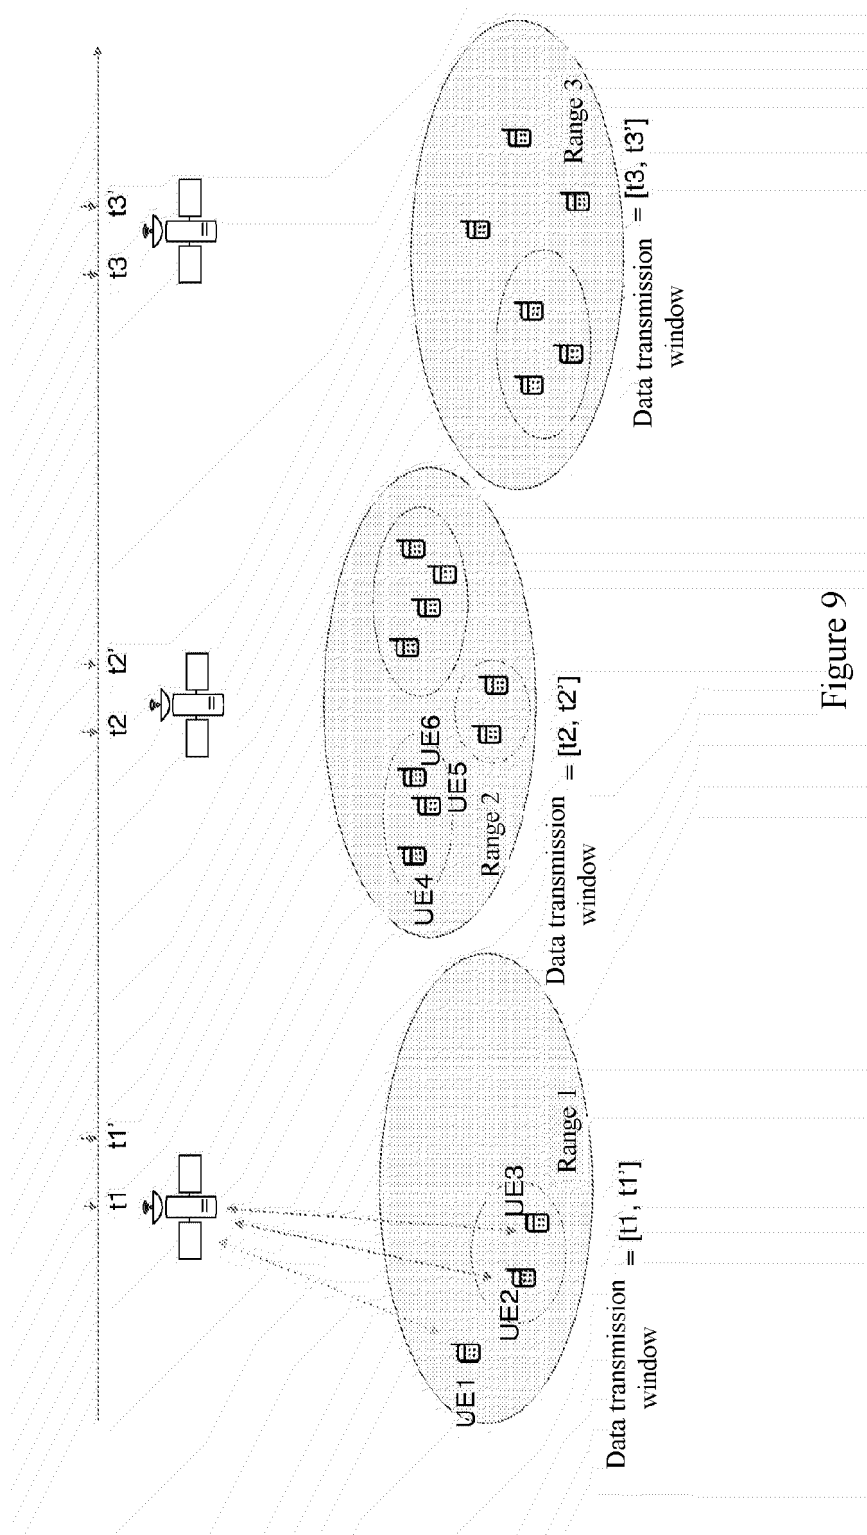 t1
t1'
t2
t2'
t3
t3'
UE1
UE2
UE3
Range 1
Data transmission
window
= [t1, t1']
UE4
UE5
UE6
Range 2
Data transmission
window
= [t2, t2']
Range 3
Data transmission
window
= [t3, t3']
Figure 9